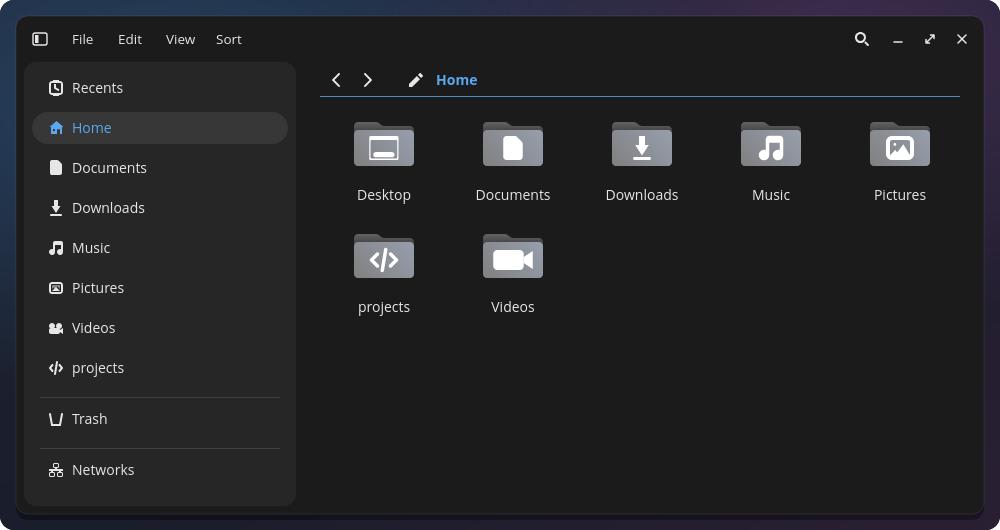 File Edit View Sort
Recents
Home
Documents
Downloads
Music
Pictures
Videos
projects
Trash
Networks
Home
Desktop Documents Downloads Music Pictures
projects Videos